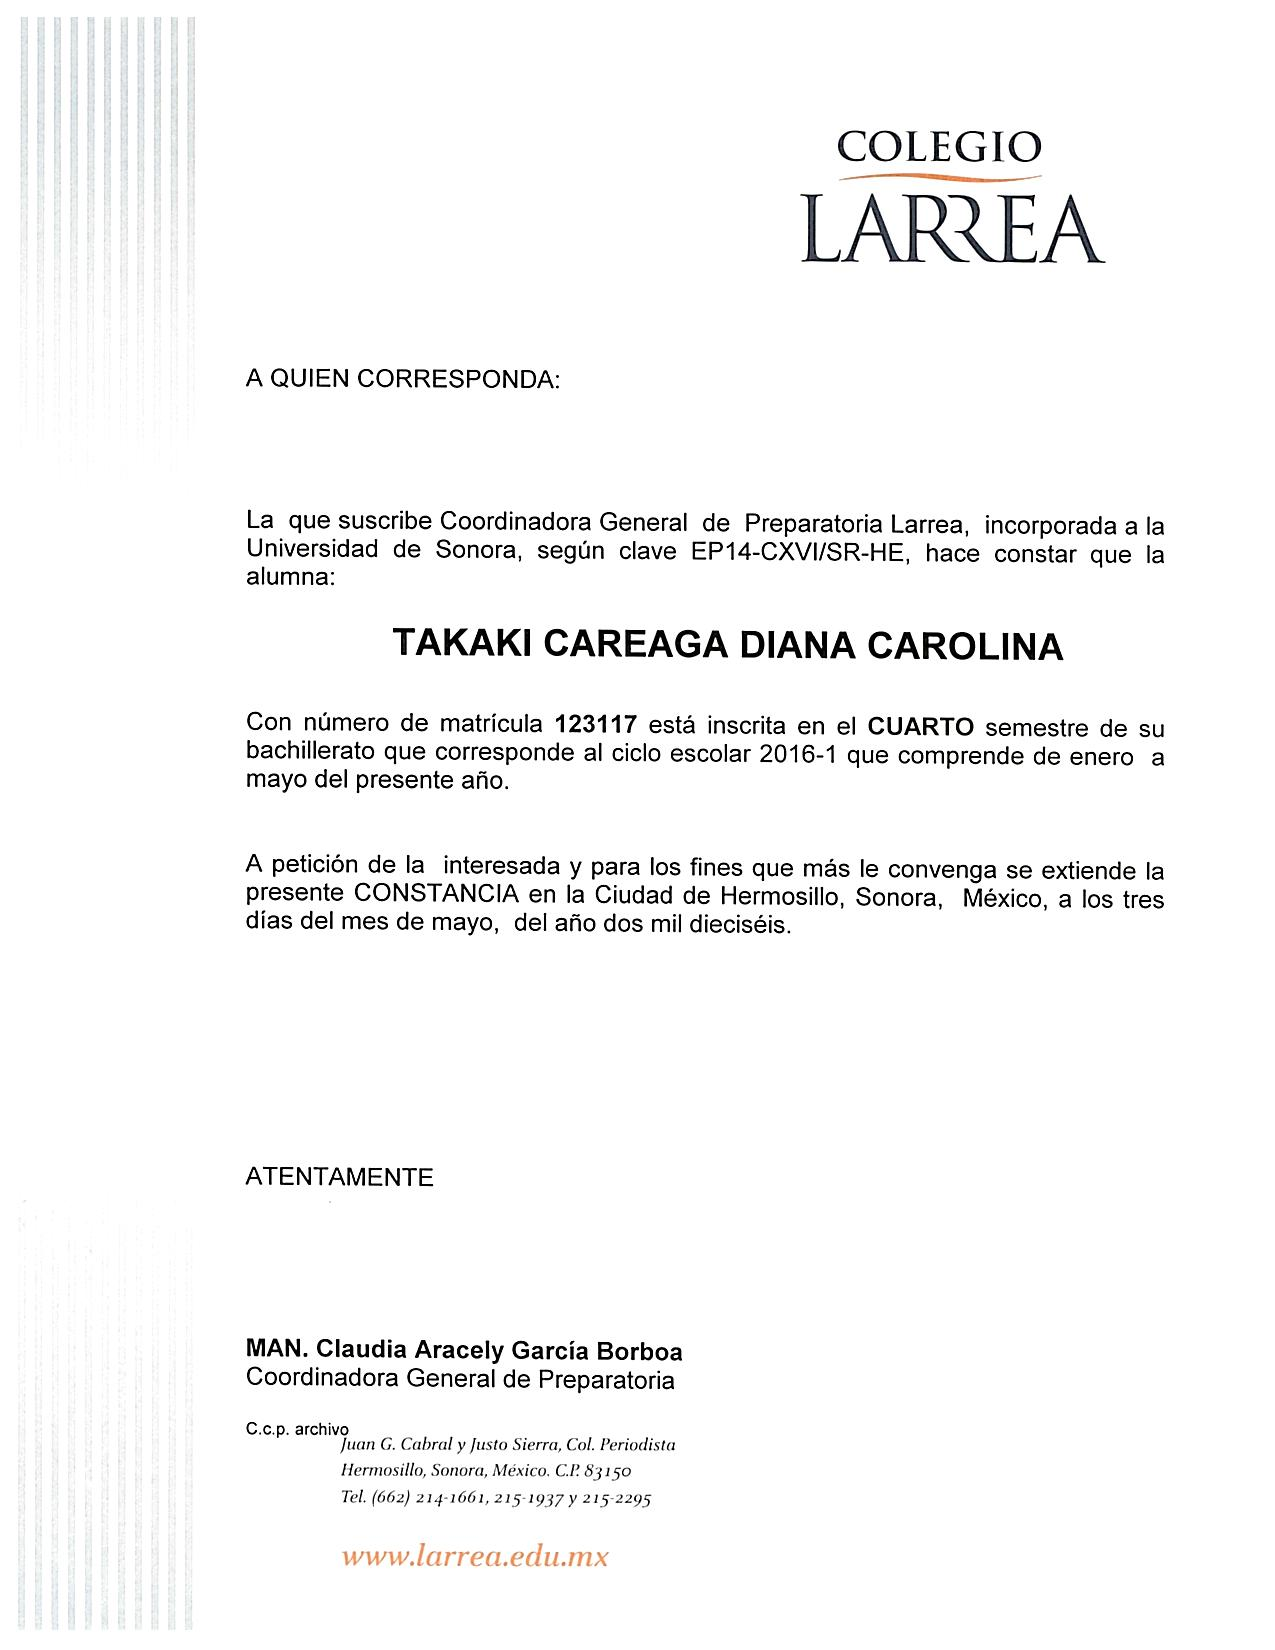 COLEGIO
LARREA
A QUIEN CORRESPONDA:
La que suscribe Coordinadora General de Preparatoria Larrea, incorporada a la
Universidad de Sonora, según clave EP14-CXVI/SR-HE, hace constar que la
alumna:
TAKAKI CAREAGA DIANA CAROLINA
Con número de matrícula 123117 está inscrita en el CUARTO semestre de su
bachillerato que corresponde al ciclo escolar 2016-1 que comprende de enero a
mayo del presente año.
A petición de la interesada y para los fines que más le convenga se extiende la
presente CONSTANCIA en la Ciudad de Hermosillo, Sonora, México, a los tres
días del mes de mayo, del año dos mil dieciséis.
ATENTAMENTE
MAN. Claudia Aracely García Borboa
Coordinadora General de Preparatoria
C.c.p. archivo
Juan G. Cabral y Justo Sierra, Col. Periodista
Hermosillo, Sonora, México. C.P. 83150
Tel. (662) 214-1661, 215-1937 y 215-2295
www.larrea.edu.mx